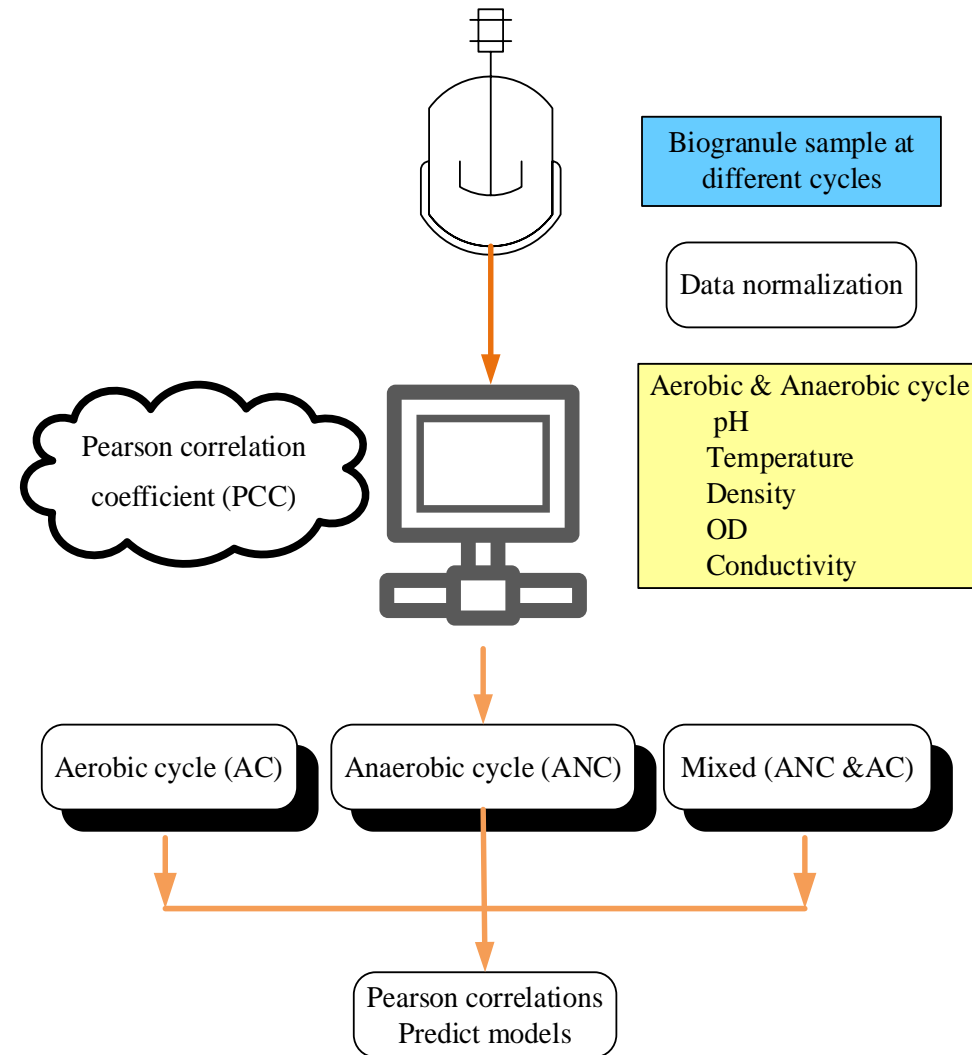 Biogranule sample at
different cycles
Data normalization
Pearson correlation
coefficient (PCC)
Aerobic & Anaerobic cycle
pH
Temperature
Density
OD
Conductivity
Aerobic cycle (AC)
Anaerobic cycle (ANC)
Mixed (ANC &AC)
Pearson correlations
Predict models